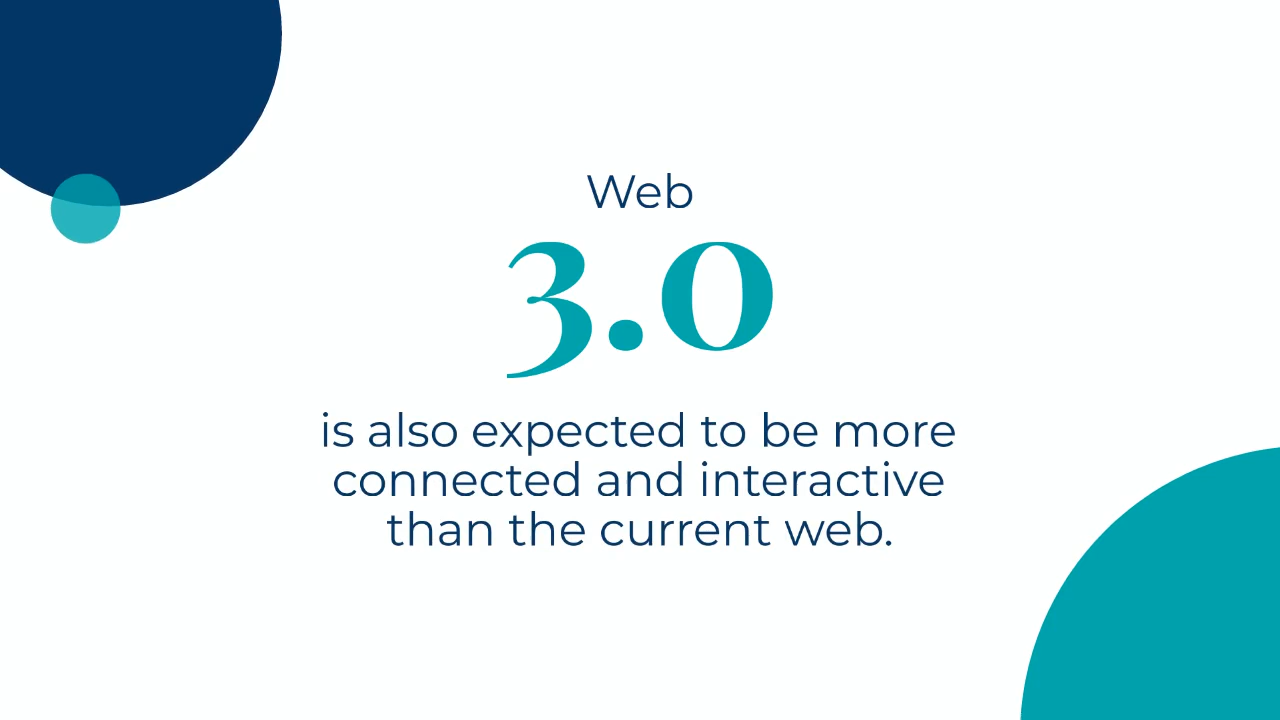 Web
3.0
is also expected to be more
connected and interactive
than the current web.